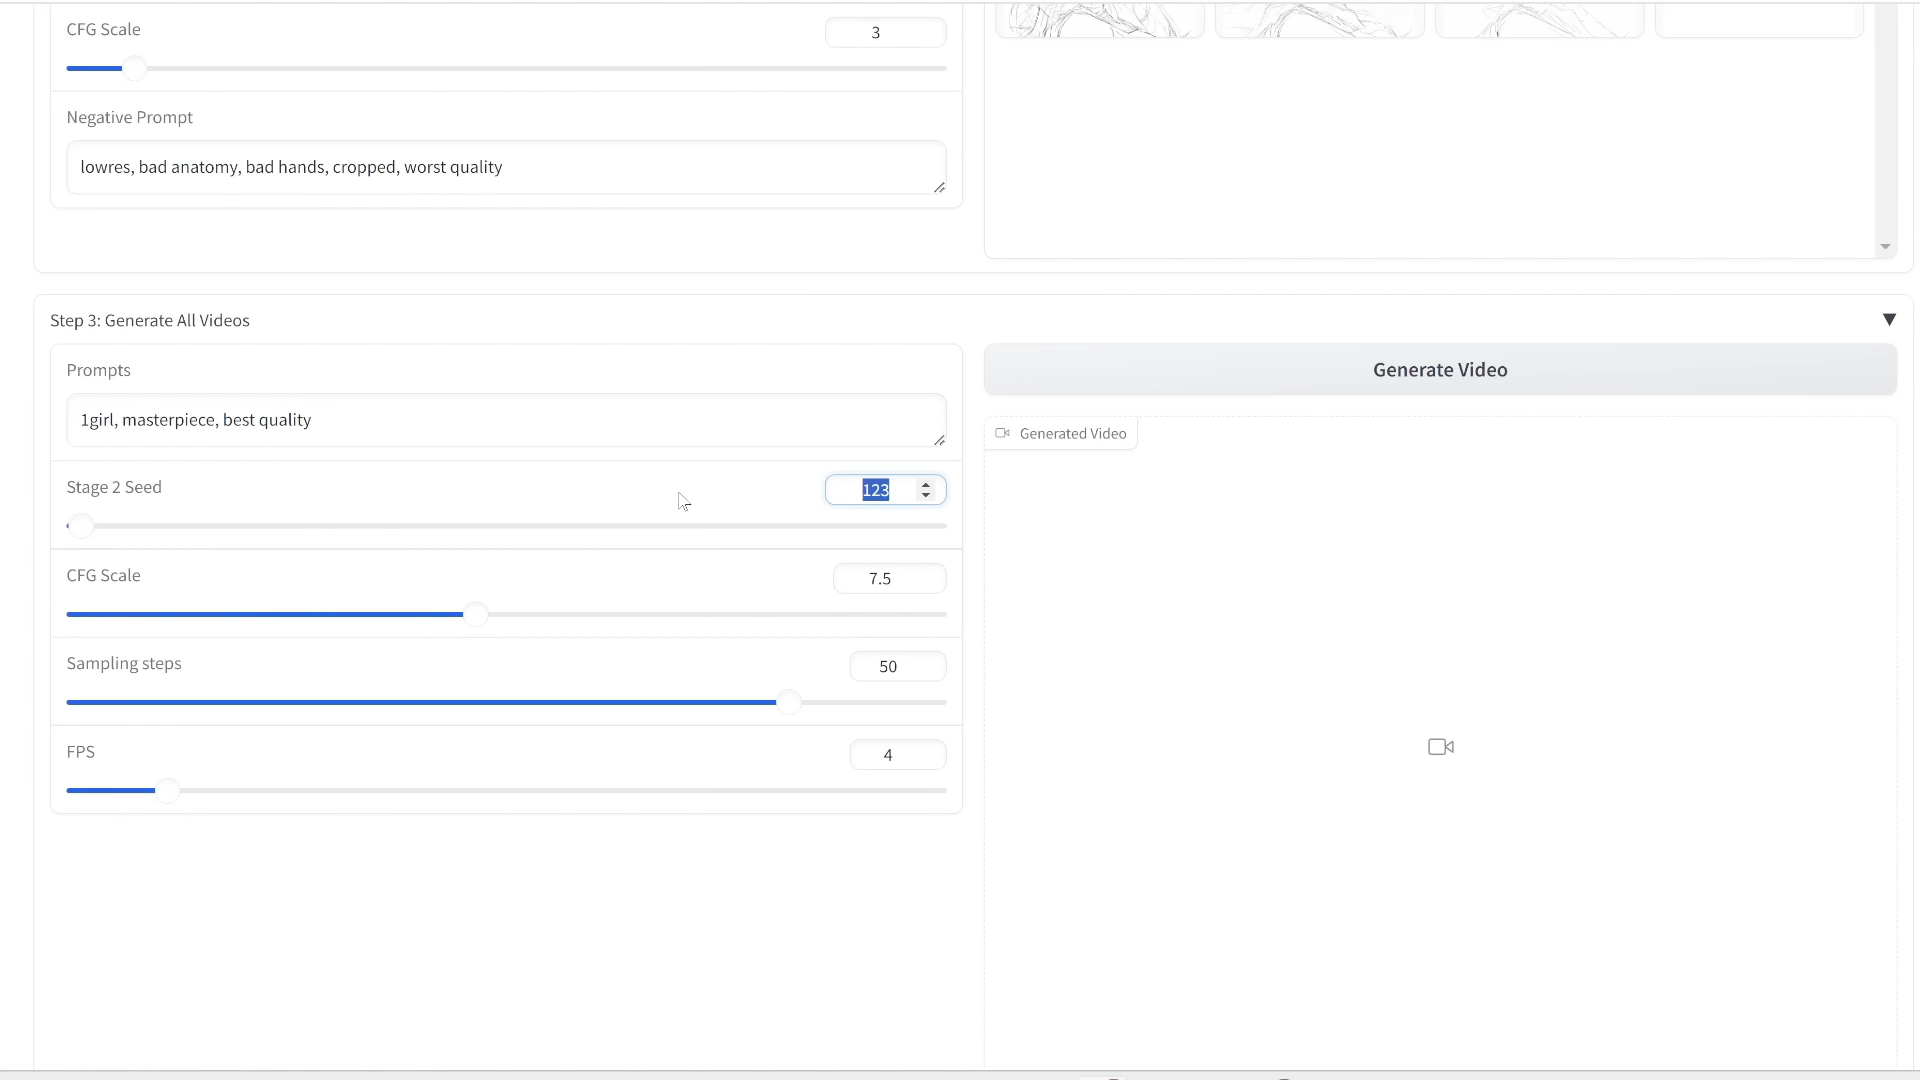 CFG Scale
3
Negative Prompt
lowres, bad anatomy, bad hands, cropped, worst quality
Step 3: Generate All Videos
▼
Prompts
1girl, masterpiece, best quality
Stage 2 Seed
123
CFG Scale
7.5
Sampling steps
50
FPS
4
Generate Video
Generated Video